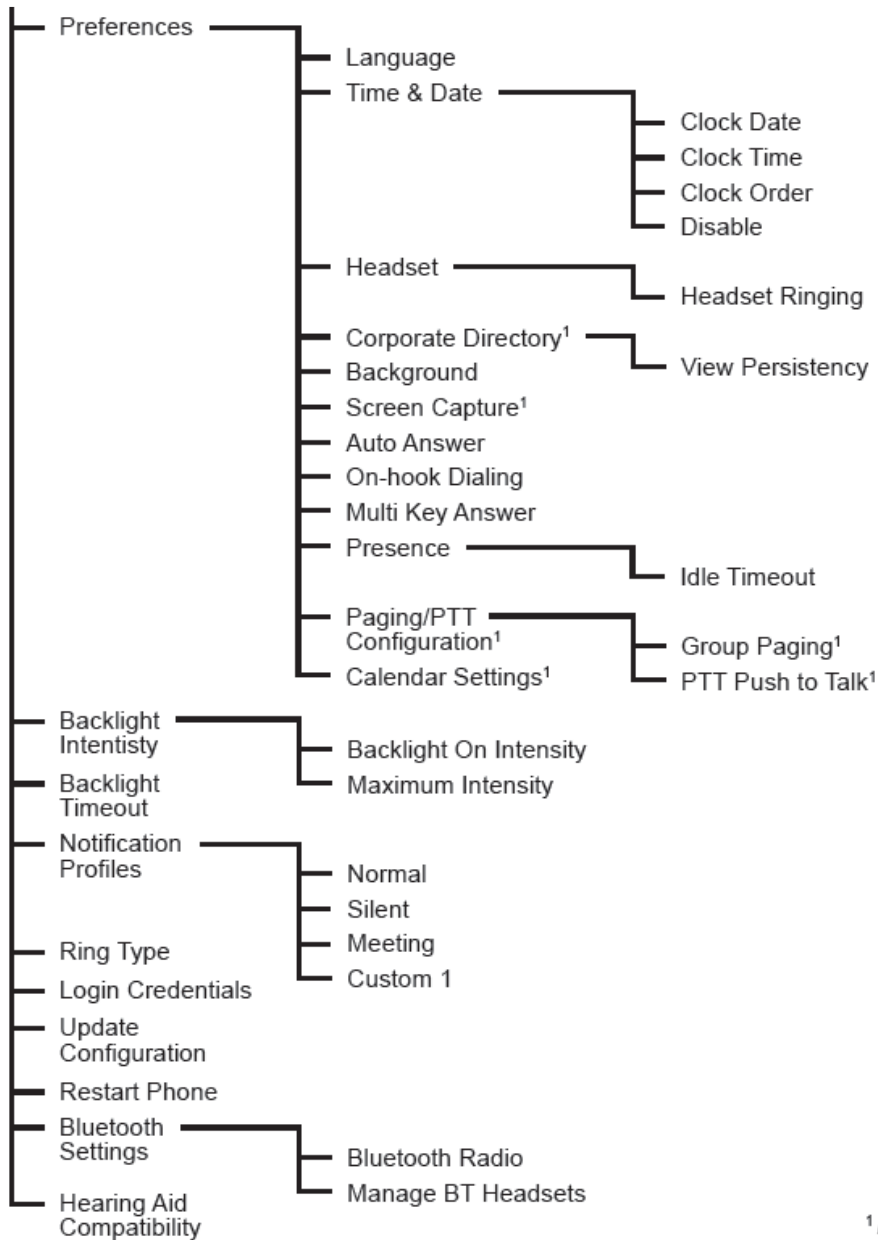 Preferences
Language
Time & Date
Clock Date
Clock Time
Clock Order
Disable
Headset
Headset Ringing
Corporate Directory¹
View Persistency
Background
Screen Capture¹
Auto Answer
On-hook Dialing
Multi Key Answer
Presence
Idle Timeout
Paging/PTT
Configuration¹
Group Paging¹
PTT Push to Talk¹
Calendar Settings¹
Backlight
Intentisty
Backlight On Intensity
Maximum Intensity
Backlight
Timeout
Notification
Profiles
Normal
Silent
Meeting
Custom 1
Ring Type
Login Credentials
Update
Configuration
Restart Phone
Bluetooth
Settings
Bluetooth Radio
Manage BT Headsets
Hearing Aid
Compatibility
¹